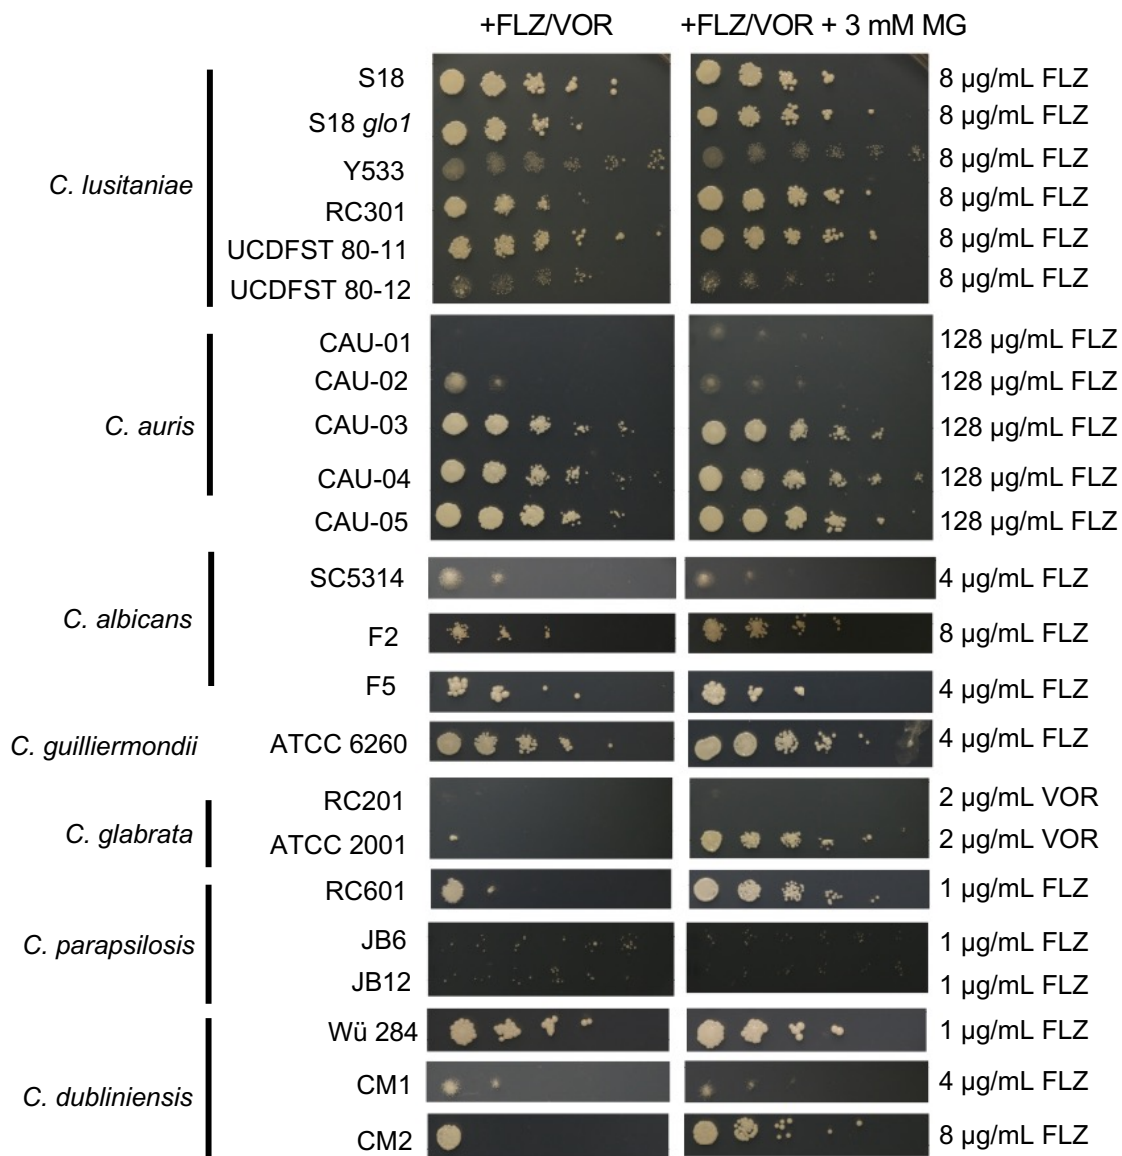 +FLZ/VOR +FLZ/VOR + 3 mM MG
S18 8 µg/mL FLZ
S18 glo1 8 µg/mL FLZ
Y533 8 µg/mL FLZ
C. lusitaniae
RC301 8 µg/mL FLZ
UCDFST 80-11 8 µg/mL FLZ
UCDFST 80-12 8 µg/mL FLZ
CAU-01 128 µg/mL FLZ
CAU-02 128 µg/mL FLZ
C. auris CAU-03 128 µg/mL FLZ
CAU-04 128 µg/mL FLZ
CAU-05 128 µg/mL FLZ
SC5314 4 µg/mL FLZ
C. albicans
F2 8 µg/mL FLZ
F5 4 µg/mL FLZ
C. guilliermondii ATCC 6260 4 µg/mL FLZ
RC201 2 µg/mL VOR
C. glabrata
ATCC 2001 2 µg/mL VOR
RC601 1 µg/mL FLZ
C. parapsilosis JB6 1 µg/mL FLZ
JB12 1 µg/mL FLZ
Wü 284 1 µg/mL FLZ
C. dubliniensis CM1 4 µg/mL FLZ
CM2 8 µg/mL FLZ